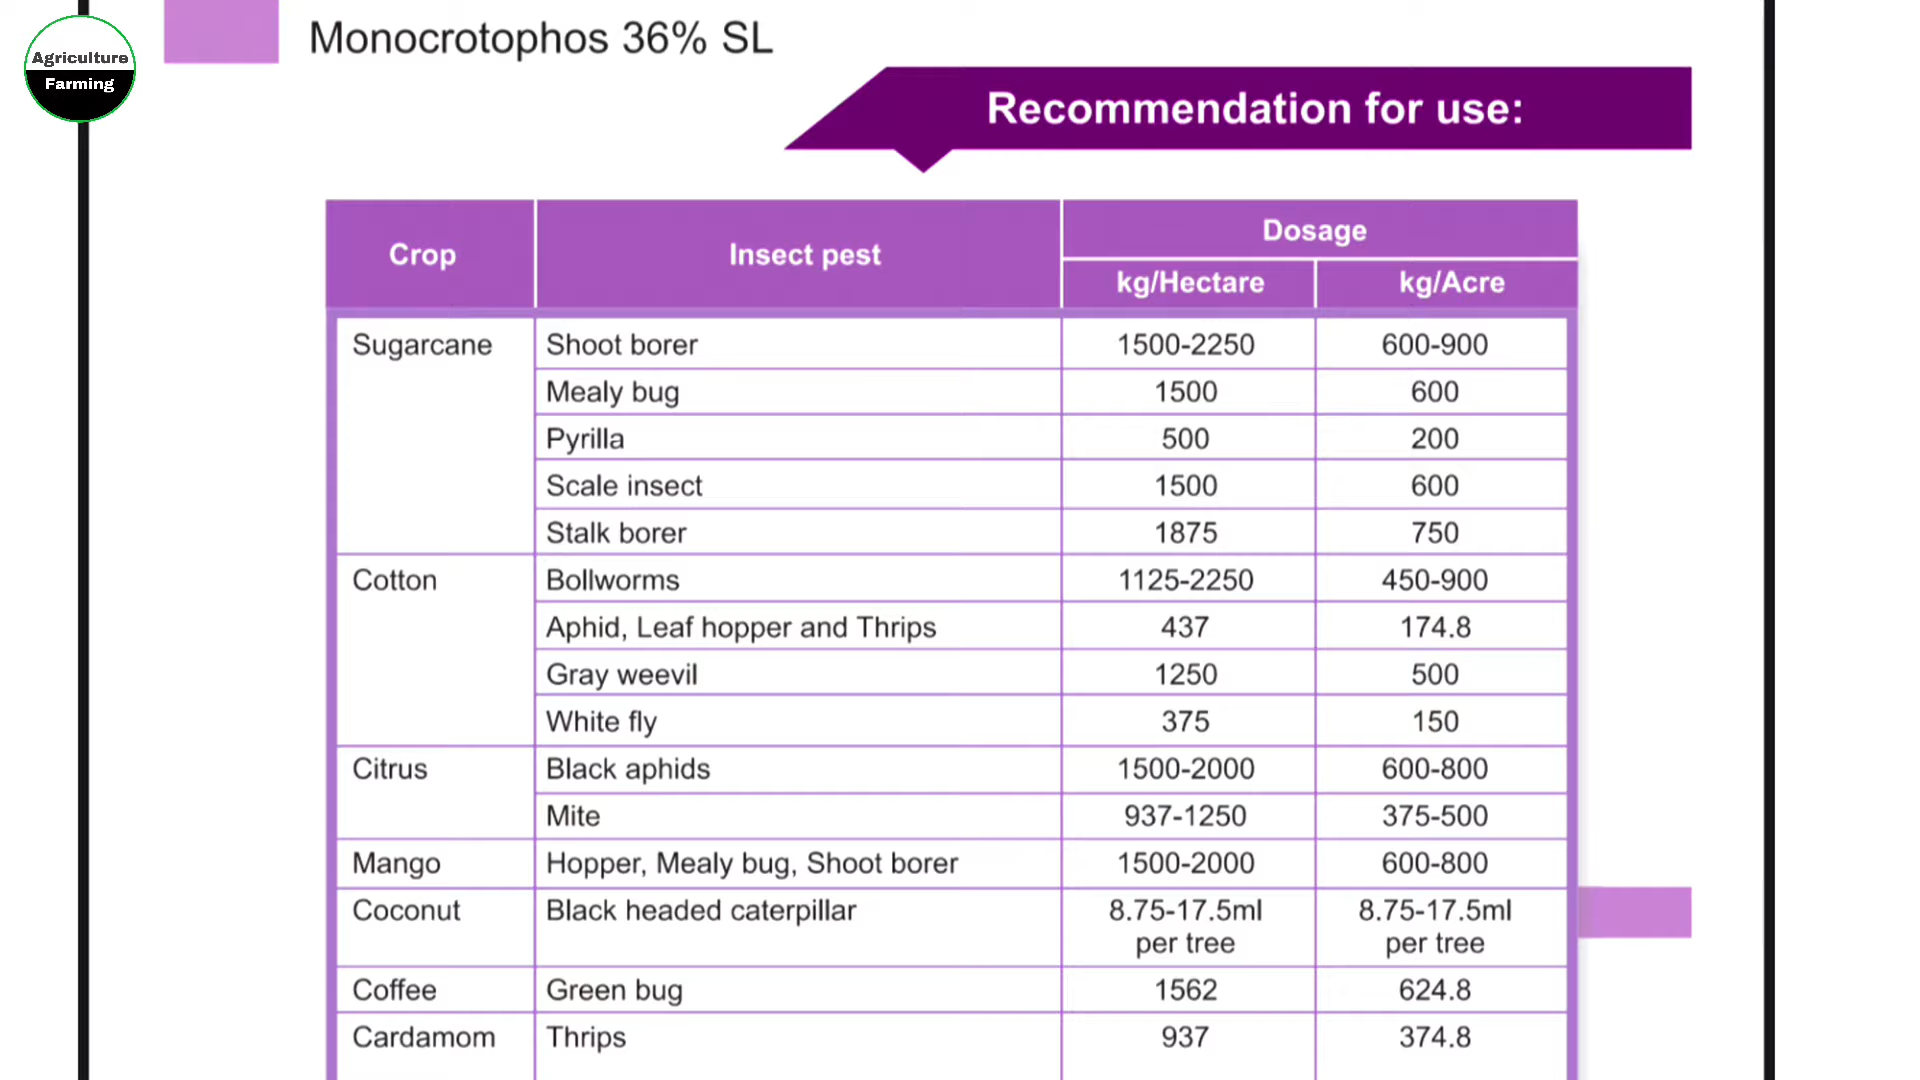 Agriculture
Farming
Monocrotophos 36% SL
Recommendation for use:
Crop Insect pest Dosage
kg/Hectare kg/Acre
Sugarcane Shoot borer 1500-2250 600-900
Mealy bug 1500 600
Pyrilla 500 200
Scale insect 1500 600
Stalk borer 1875 750
Cotton Bollworms 1125-2250 450-900
Aphid, Leaf hopper and Thrips 437 174.8
Gray weevil 1250 500
White fly 375 150
Citrus Black aphids 1500-2000 600-800
Mite 937-1250 375-500
Mango Hopper, Mealy bug, Shoot borer 1500-2000 600-800
Coconut Black headed caterpillar 8.75-17.5ml 8.75-17.5ml
per tree per tree
Coffee Green bug 1562 624.8
Cardamom Thrips 937 374.8